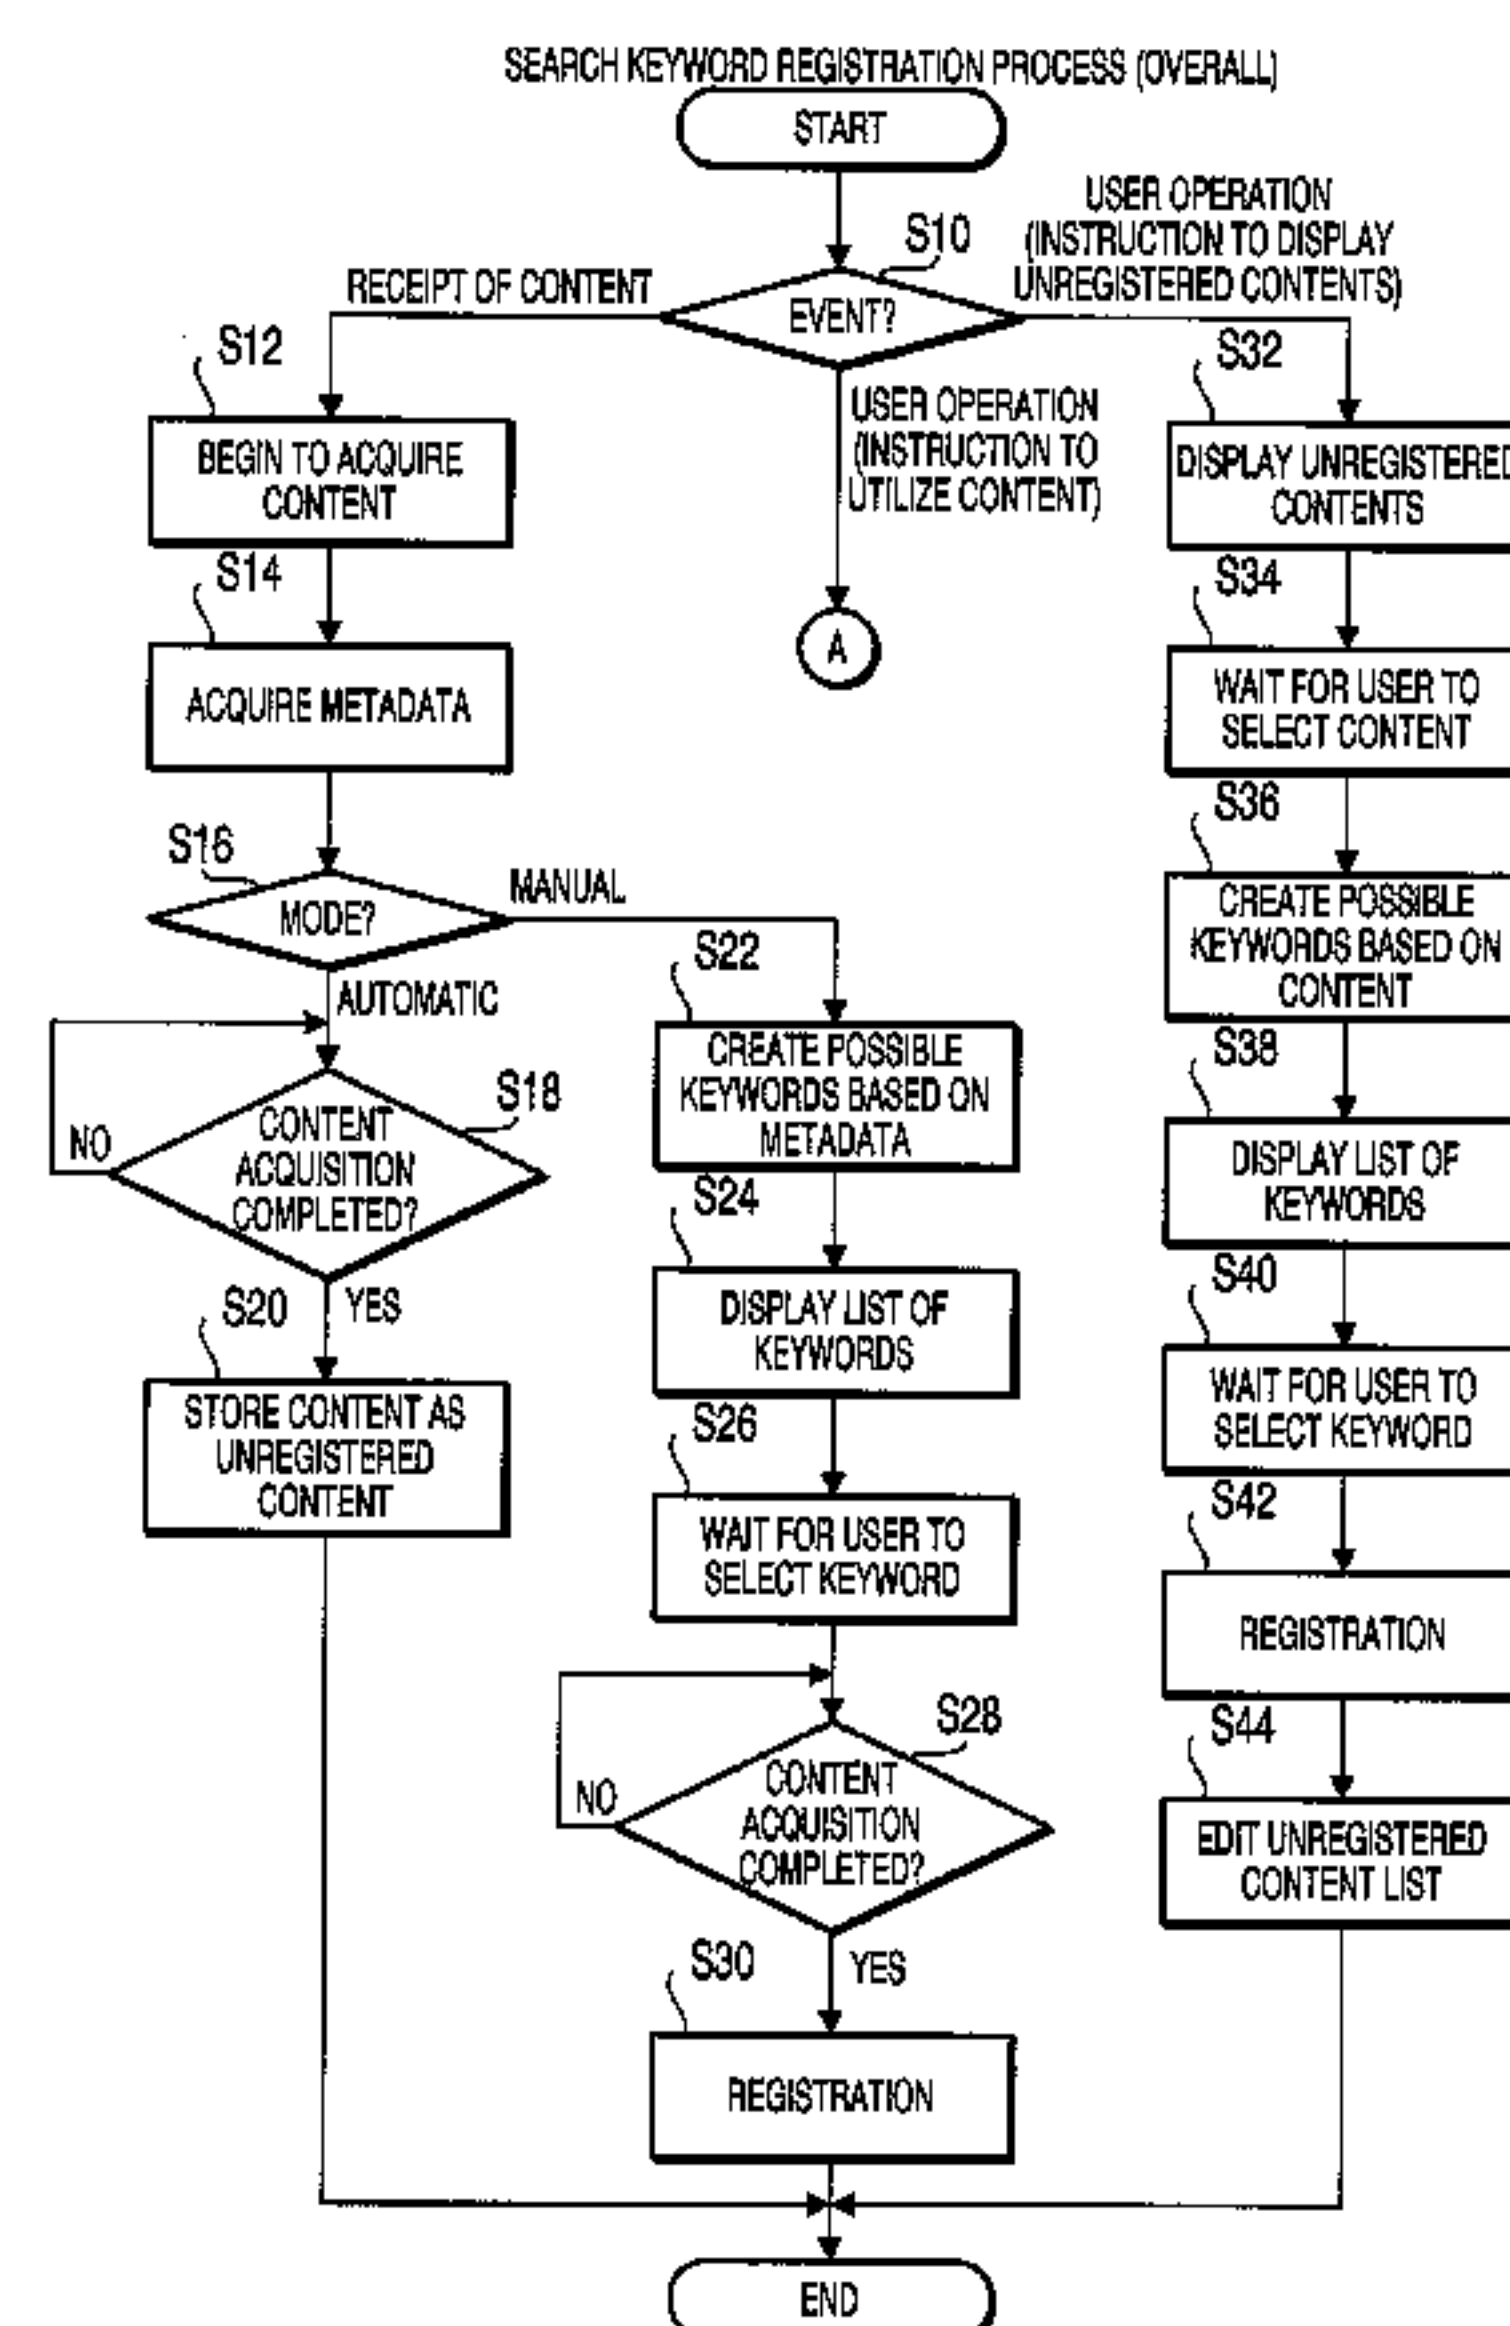 SEARCH KEYWORD REGISTRATION PROCESS (OVERALL)
START
S10
EVENT?
RECEIPT OF CONTENT
USER OPERATION
(INSTRUCTION TO DISPLAY
UNREGISTERED CONTENTS)
USER OPERATION
(INSTRUCTION TO
UTILIZE CONTENT)
A
S12
BEGIN TO ACQUIRE
CONTENT
S14
ACQUIRE METADATA
S16
MODE?
MANUAL
AUTOMATIC
S18
CONTENT
ACQUISITION
COMPLETED?
NO
YES
S20
STORE CONTENT AS
UNREGISTERED
CONTENT
S22
CREATE POSSIBLE
KEYWORDS BASED ON
METADATA
S24
DISPLAY LIST OF
KEYWORDS
S26
WAIT FOR USER TO
SELECT KEYWORD
S28
CONTENT
ACQUISITION
COMPLETED?
NO
YES
S30
REGISTRATION
S32
DISPLAY UNREGISTERED
CONTENTS
S34
WAIT FOR USER TO
SELECT CONTENT
S36
CREATE POSSIBLE
KEYWORDS BASED ON
CONTENT
S38
DISPLAY LIST OF
KEYWORDS
S40
WAIT FOR USER TO
SELECT KEYWORD
S42
REGISTRATION
S44
EDIT UNREGISTERED
CONTENT LIST
END